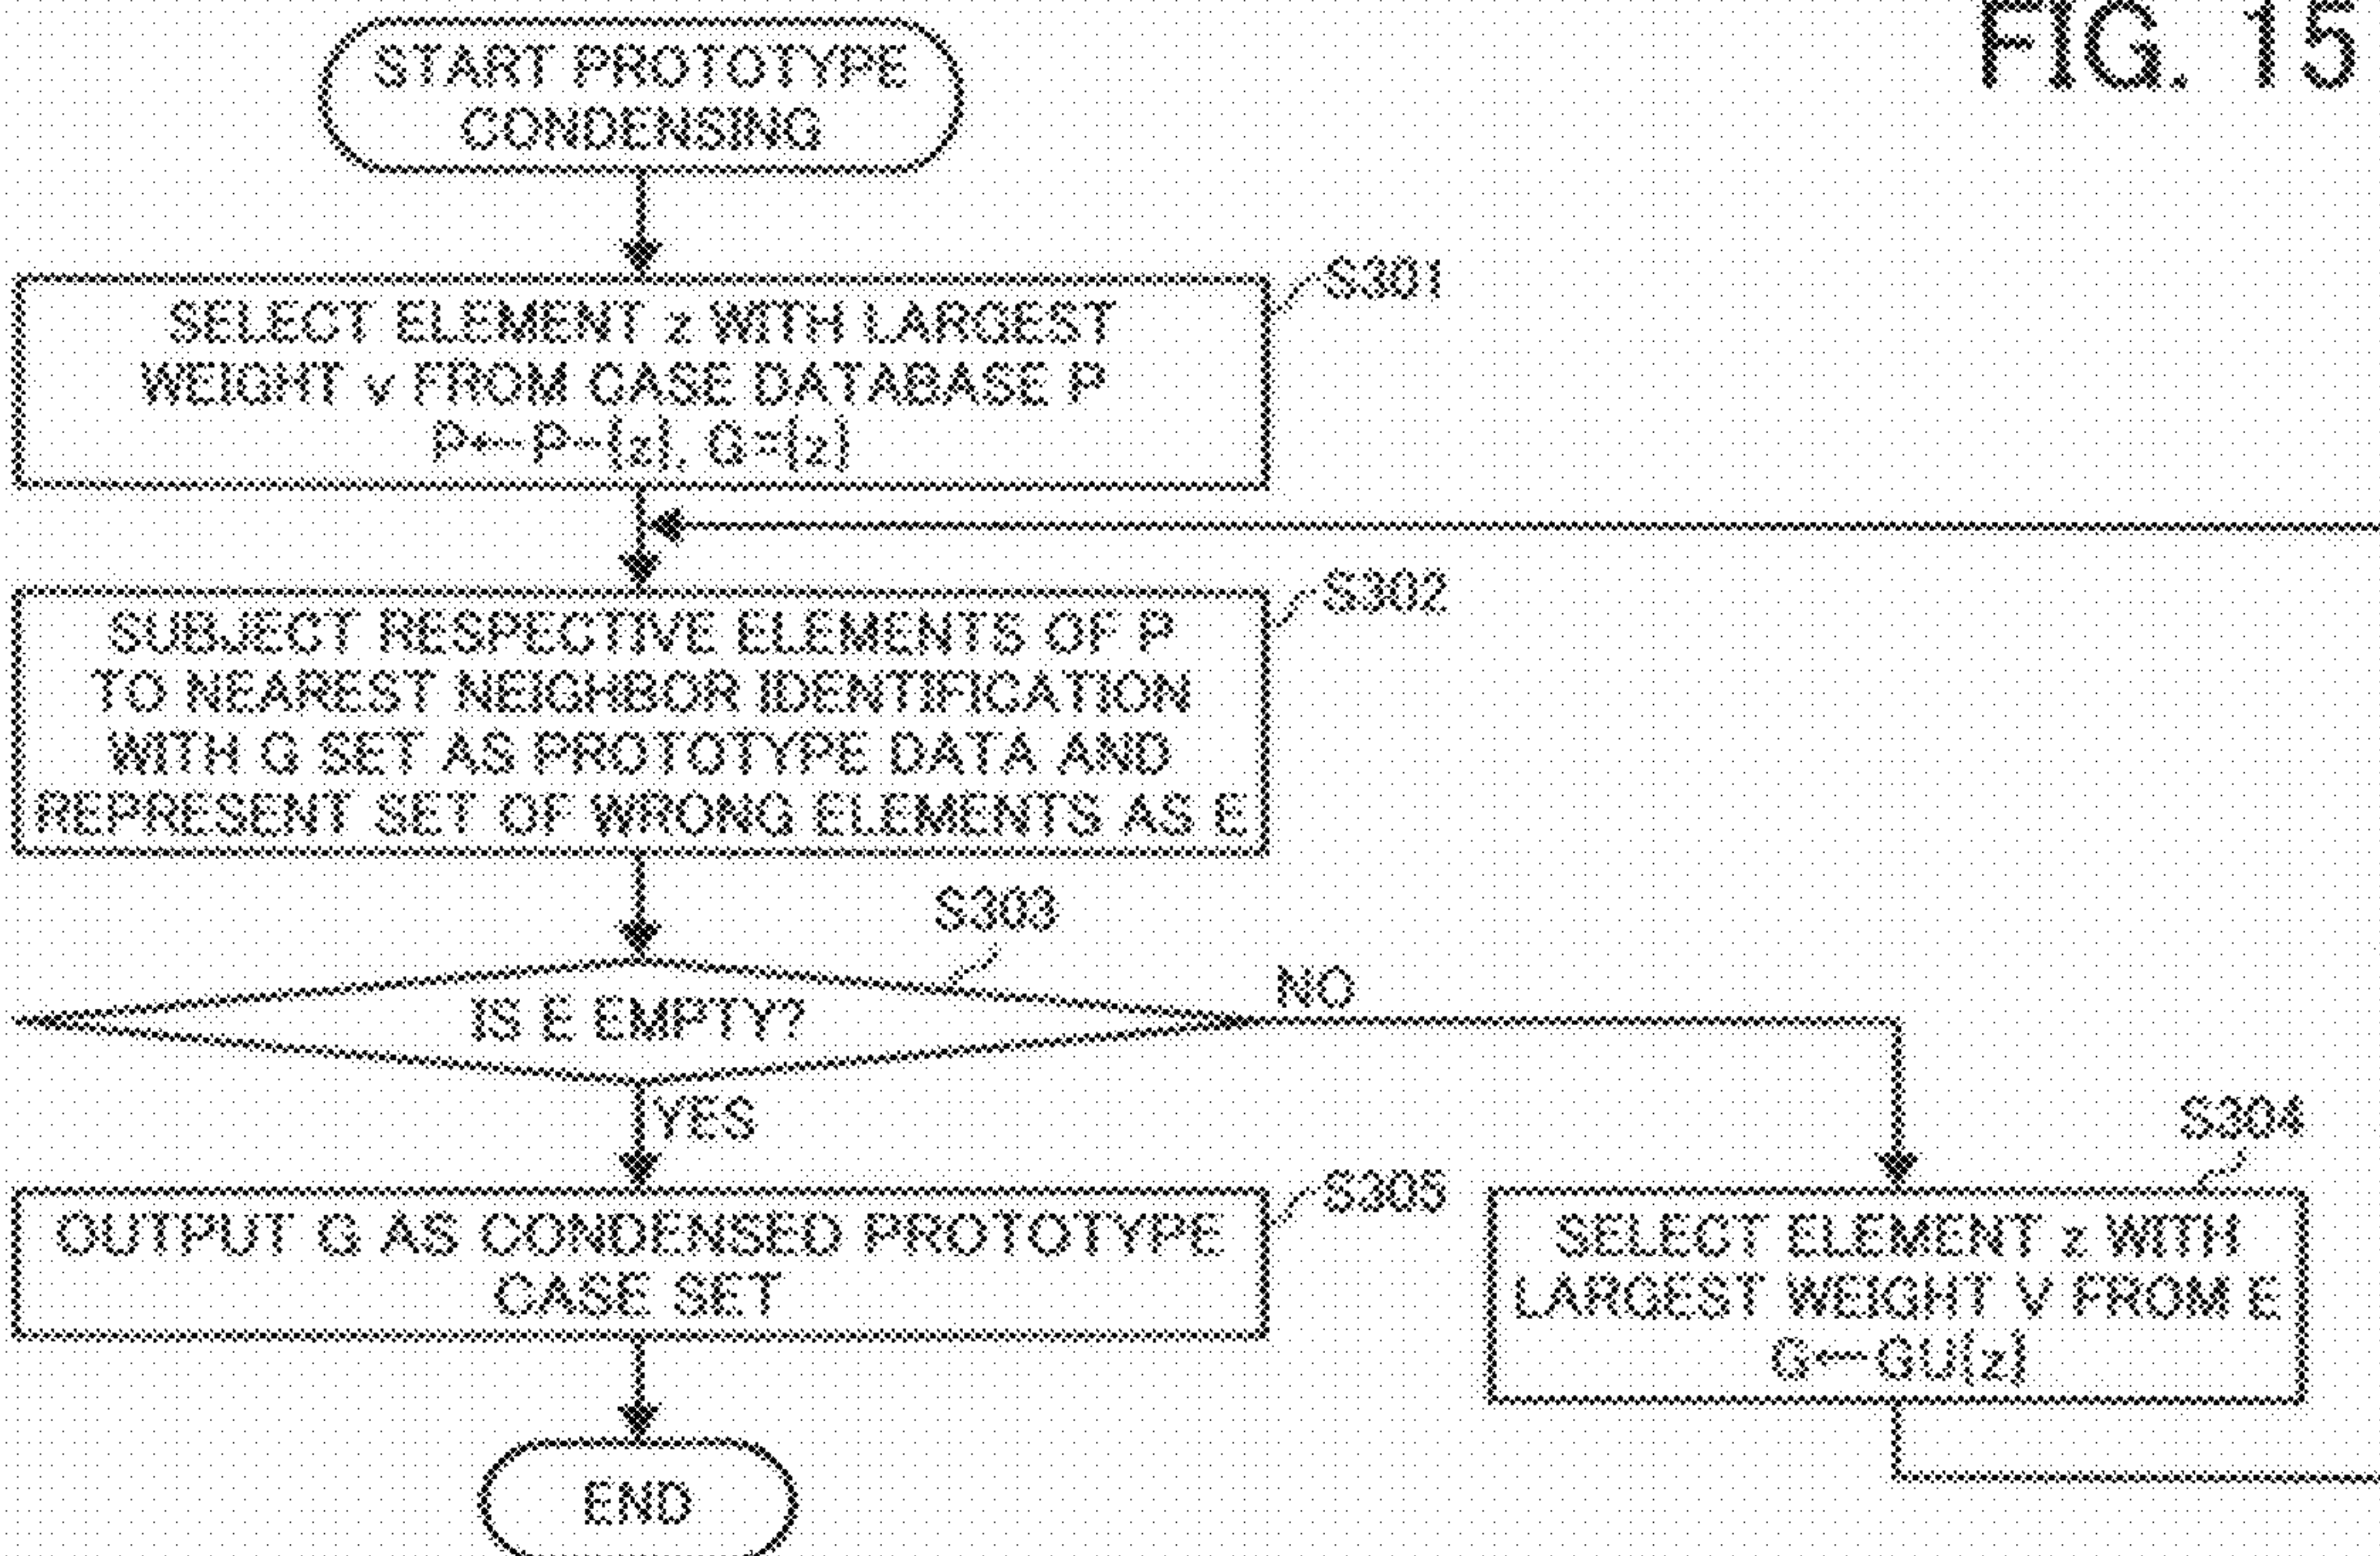 FIG. 15
START PROTOTYPE
CONDENSING
S301
SELECT ELEMENT z WITH LARGEST
WEIGHT v FROM CASE DATABASE P
P←P-{z}, G={z}
S302
SUBJECT RESPECTIVE ELEMENTS OF P
TO NEAREST NEIGHBOR IDENTIFICATION
WITH G SET AS PROTOTYPE DATA AND
REPRESENT SET OF WRONG ELEMENTS AS E
S303
IS E EMPTY?
NO
YES
S304
SELECT ELEMENT z WITH
LARGEST WEIGHT V FROM E
G←GU{z}
S305
OUTPUT G AS CONDENSED PROTOTYPE
CASE SET
END